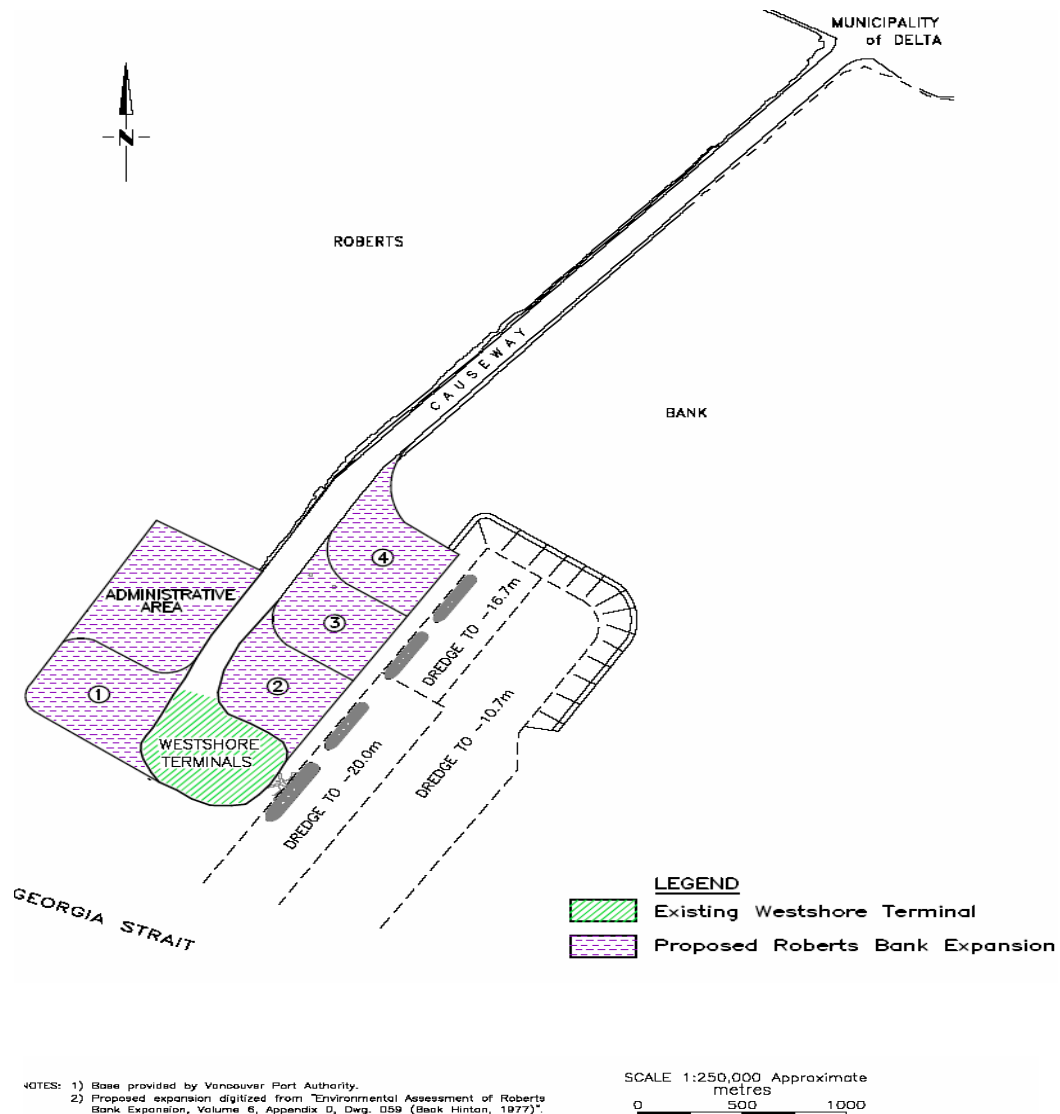 MUNICIPALITY
of DELTA
N
ROBERTS
CAUSEWAY
BANK
4
ADMINISTRATIVE
AREA
3
DREDGE TO -16.7m
1
2
DREDGE TO -10.7m
WESTSHORE
TERMINALS
DREDGE TO -20.0m
GEORGIA STRAIT
LEGEND
Existing Westshore Terminal
Proposed Roberts Bank Expansion
NOTES: 1) Base provided by Vancouver Port Authority.
2) Proposed expansion digitized from "Environmental Assessment of Roberts
Bank Expansion, Volume 6, Appendix D, Dwg. D59 (Beak Hinton, 1977)".
SCALE 1:250,000 Approximate
metres
0 500 1000